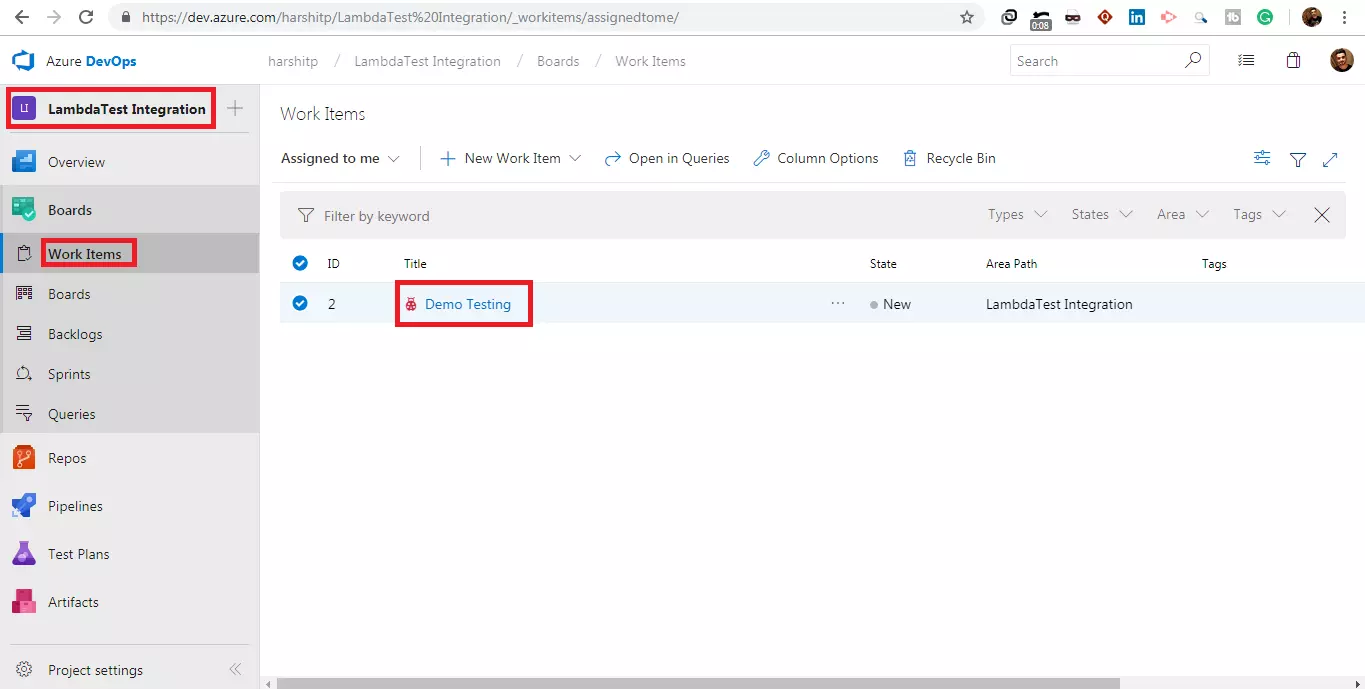 https://dev.azure.com/harshitp/LambdaTest%20Integration/_workitems/assignedtome/
0:08
Azure DevOps
harshitp / LambdaTest Integration / Boards / Work Items
Search
LI LambdaTest Integration
Overview
Boards
Work Items
Boards
Backlogs
Sprints
Queries
Repos
Pipelines
Test Plans
Artifacts
Project settings
Work Items
Assigned to me New Work Item Open in Queries Column Options Recycle Bin
Filter by keyword Types States Area Tags
ID Title State Area Path Tags
2 Demo Testing ... New LambdaTest Integration